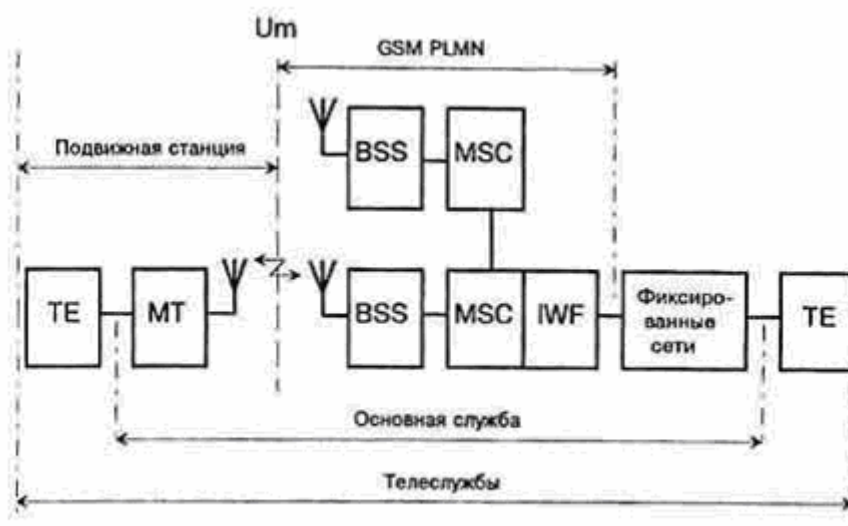 Um
GSM PLMN
Подвижная станция
BSS
MSC
TE
MT
BSS
MSC
IWF
Фиксиро-
ванные
сети
TE
Основная служба
Телеслужбы